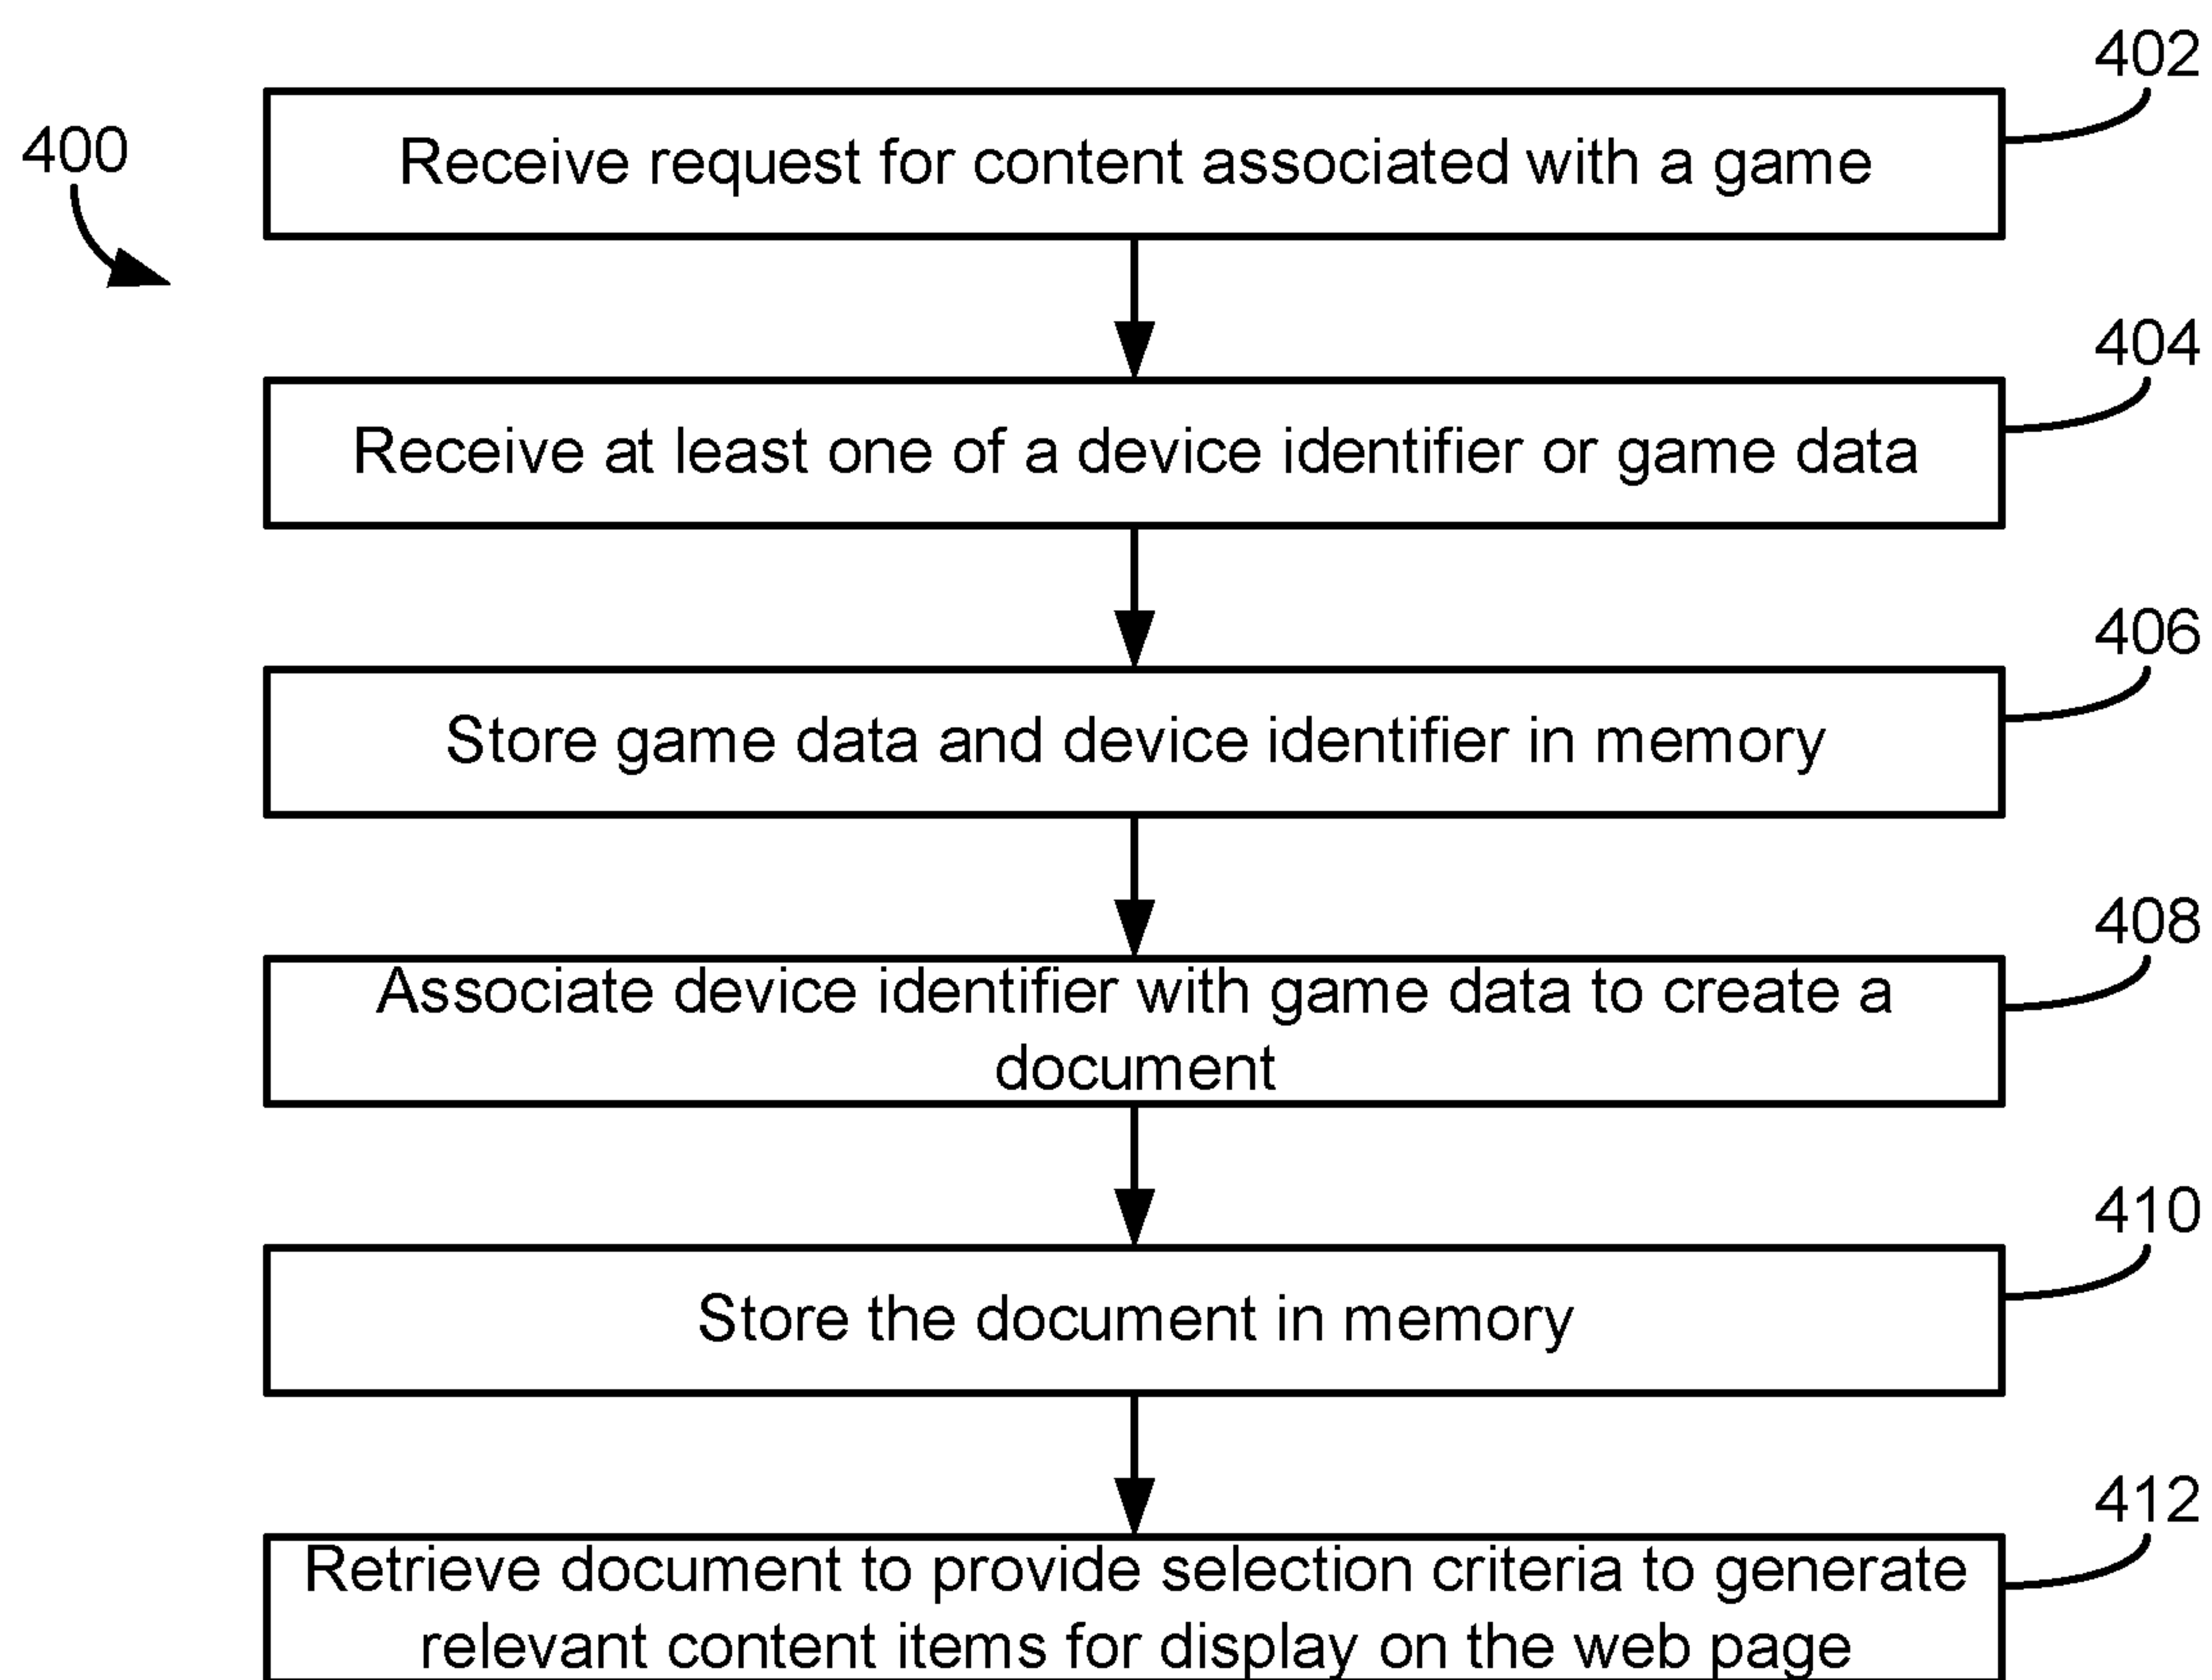 402
400
Receive request for content associated with a game
404
Receive at least one of a device identifier or game data
406
Store game data and device identifier in memory
408
Associate device identifier with game data to create a
document
410
Store the document in memory
412
Retrieve document to provide selection criteria to generate
relevant content items for display on the web page